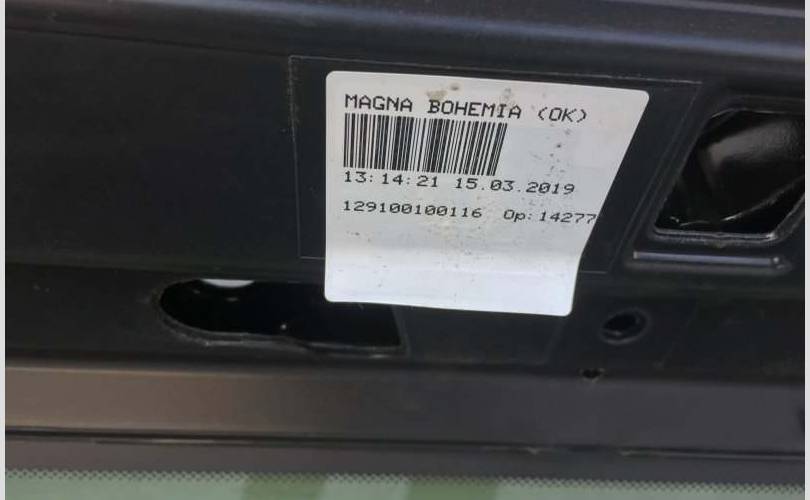 MAGNA BOHEMIA (OK)
13:14:21 15.03.2019
129100100116 Op:14277